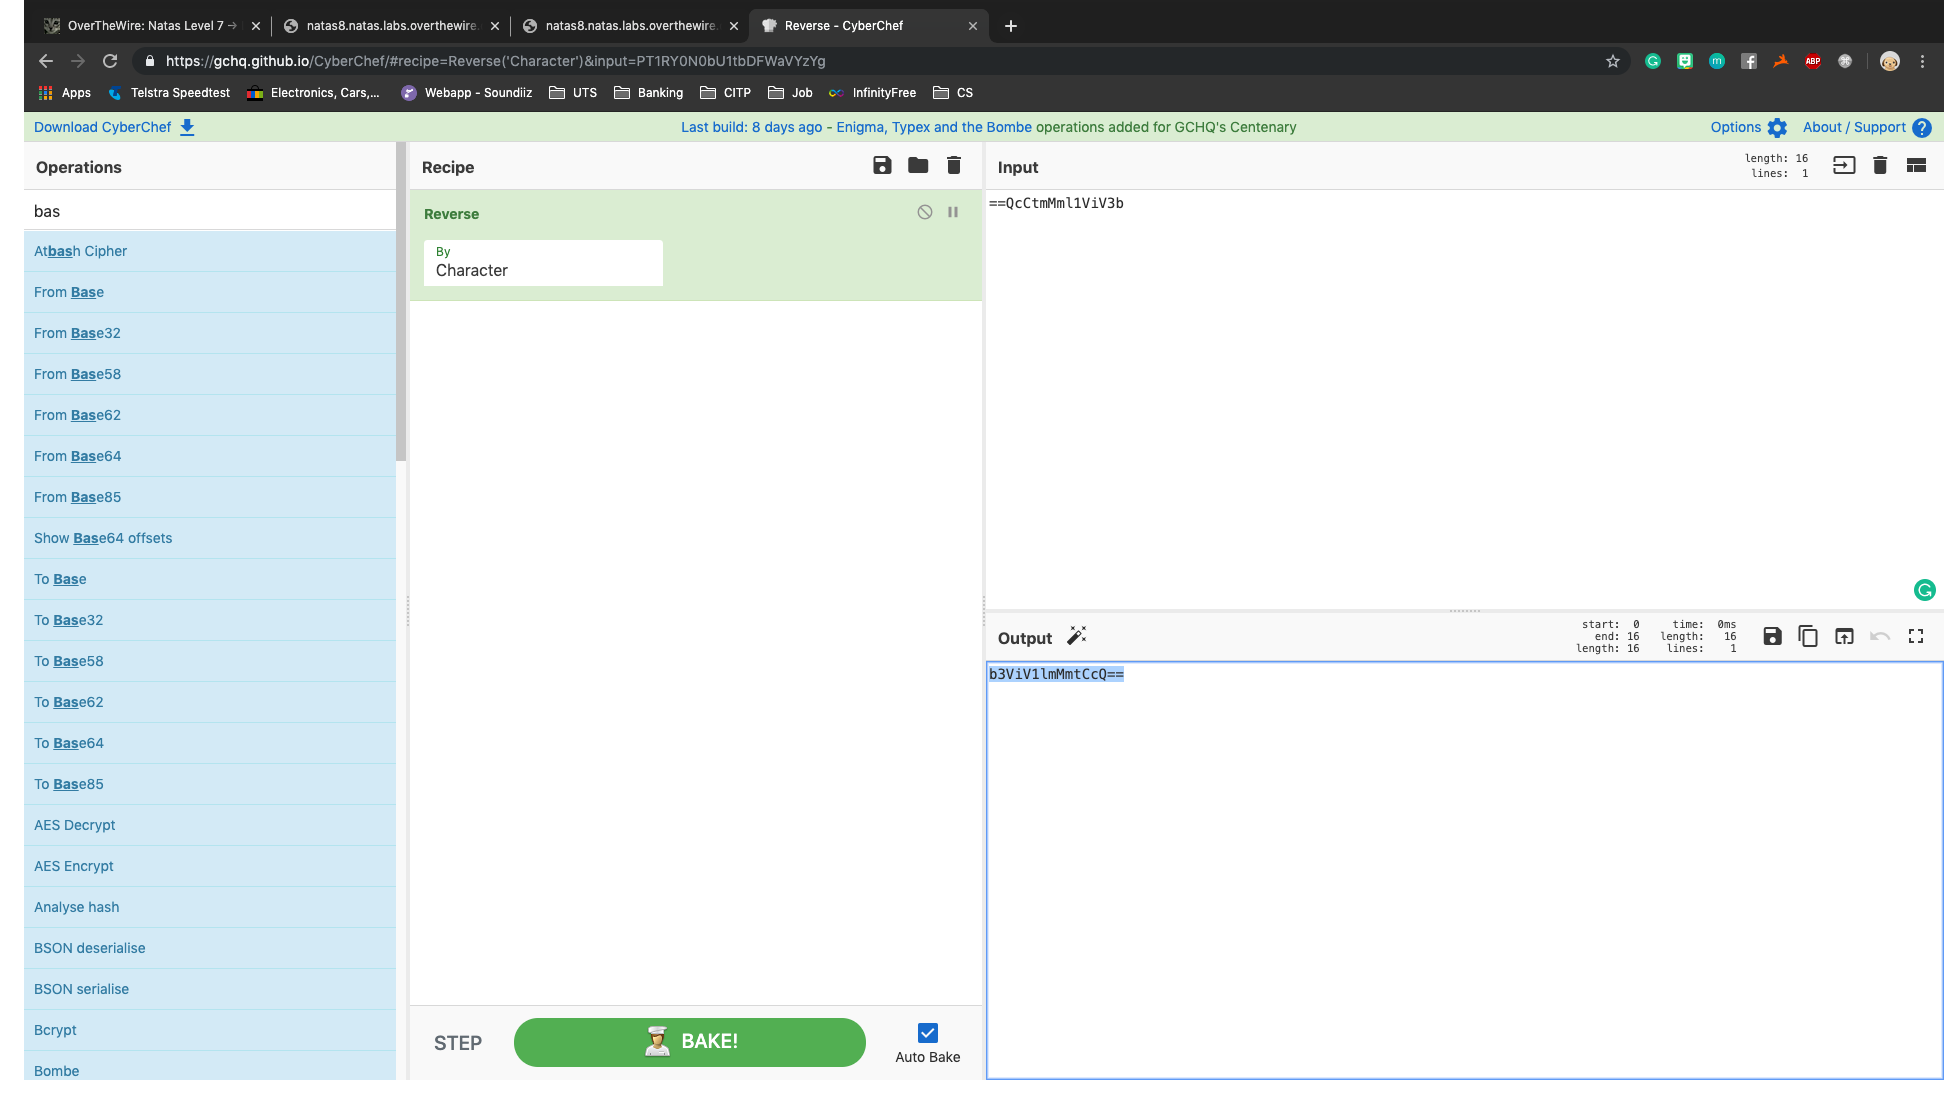 OverTheWire: Natas Level 7 →
natas8.natas.labs.overthewire.
natas8.natas.labs.overthewire.
Reverse - CyberChef
https://gchq.github.io/CyberChef/#recipe=Reverse('Character')&input=PT1RY0N0bU1tbDFWaVYzYg
Apps
Telstra Speedtest
Electronics, Cars,...
Webapp - Soundiiz
UTS
Banking
CITP
Job
InfinityFree
CS
ABP
Download CyberChef
Last build: 8 days ago - Enigma, Typex and the Bombe operations added for GCHQ's Centenary
Options
About / Support
Operations
bas
Atbash Cipher
From Base
From Base32
From Base58
From Base62
From Base64
From Base85
Show Base64 offsets
To Base
To Base32
To Base58
To Base62
To Base64
To Base85
AES Decrypt
AES Encrypt
Analyse hash
BSON deserialise
BSON serialise
Bcrypt
Bombe
Recipe
Reverse
By
Character
STEP
BAKE!
Auto Bake
Input
length: 16
lines: 1
==QcCtmMml1ViV3b
Output
start: 0 time: 0ms
end: 16 length: 16
length: 16 lines: 1
b3ViV1lmMmtCcQ==